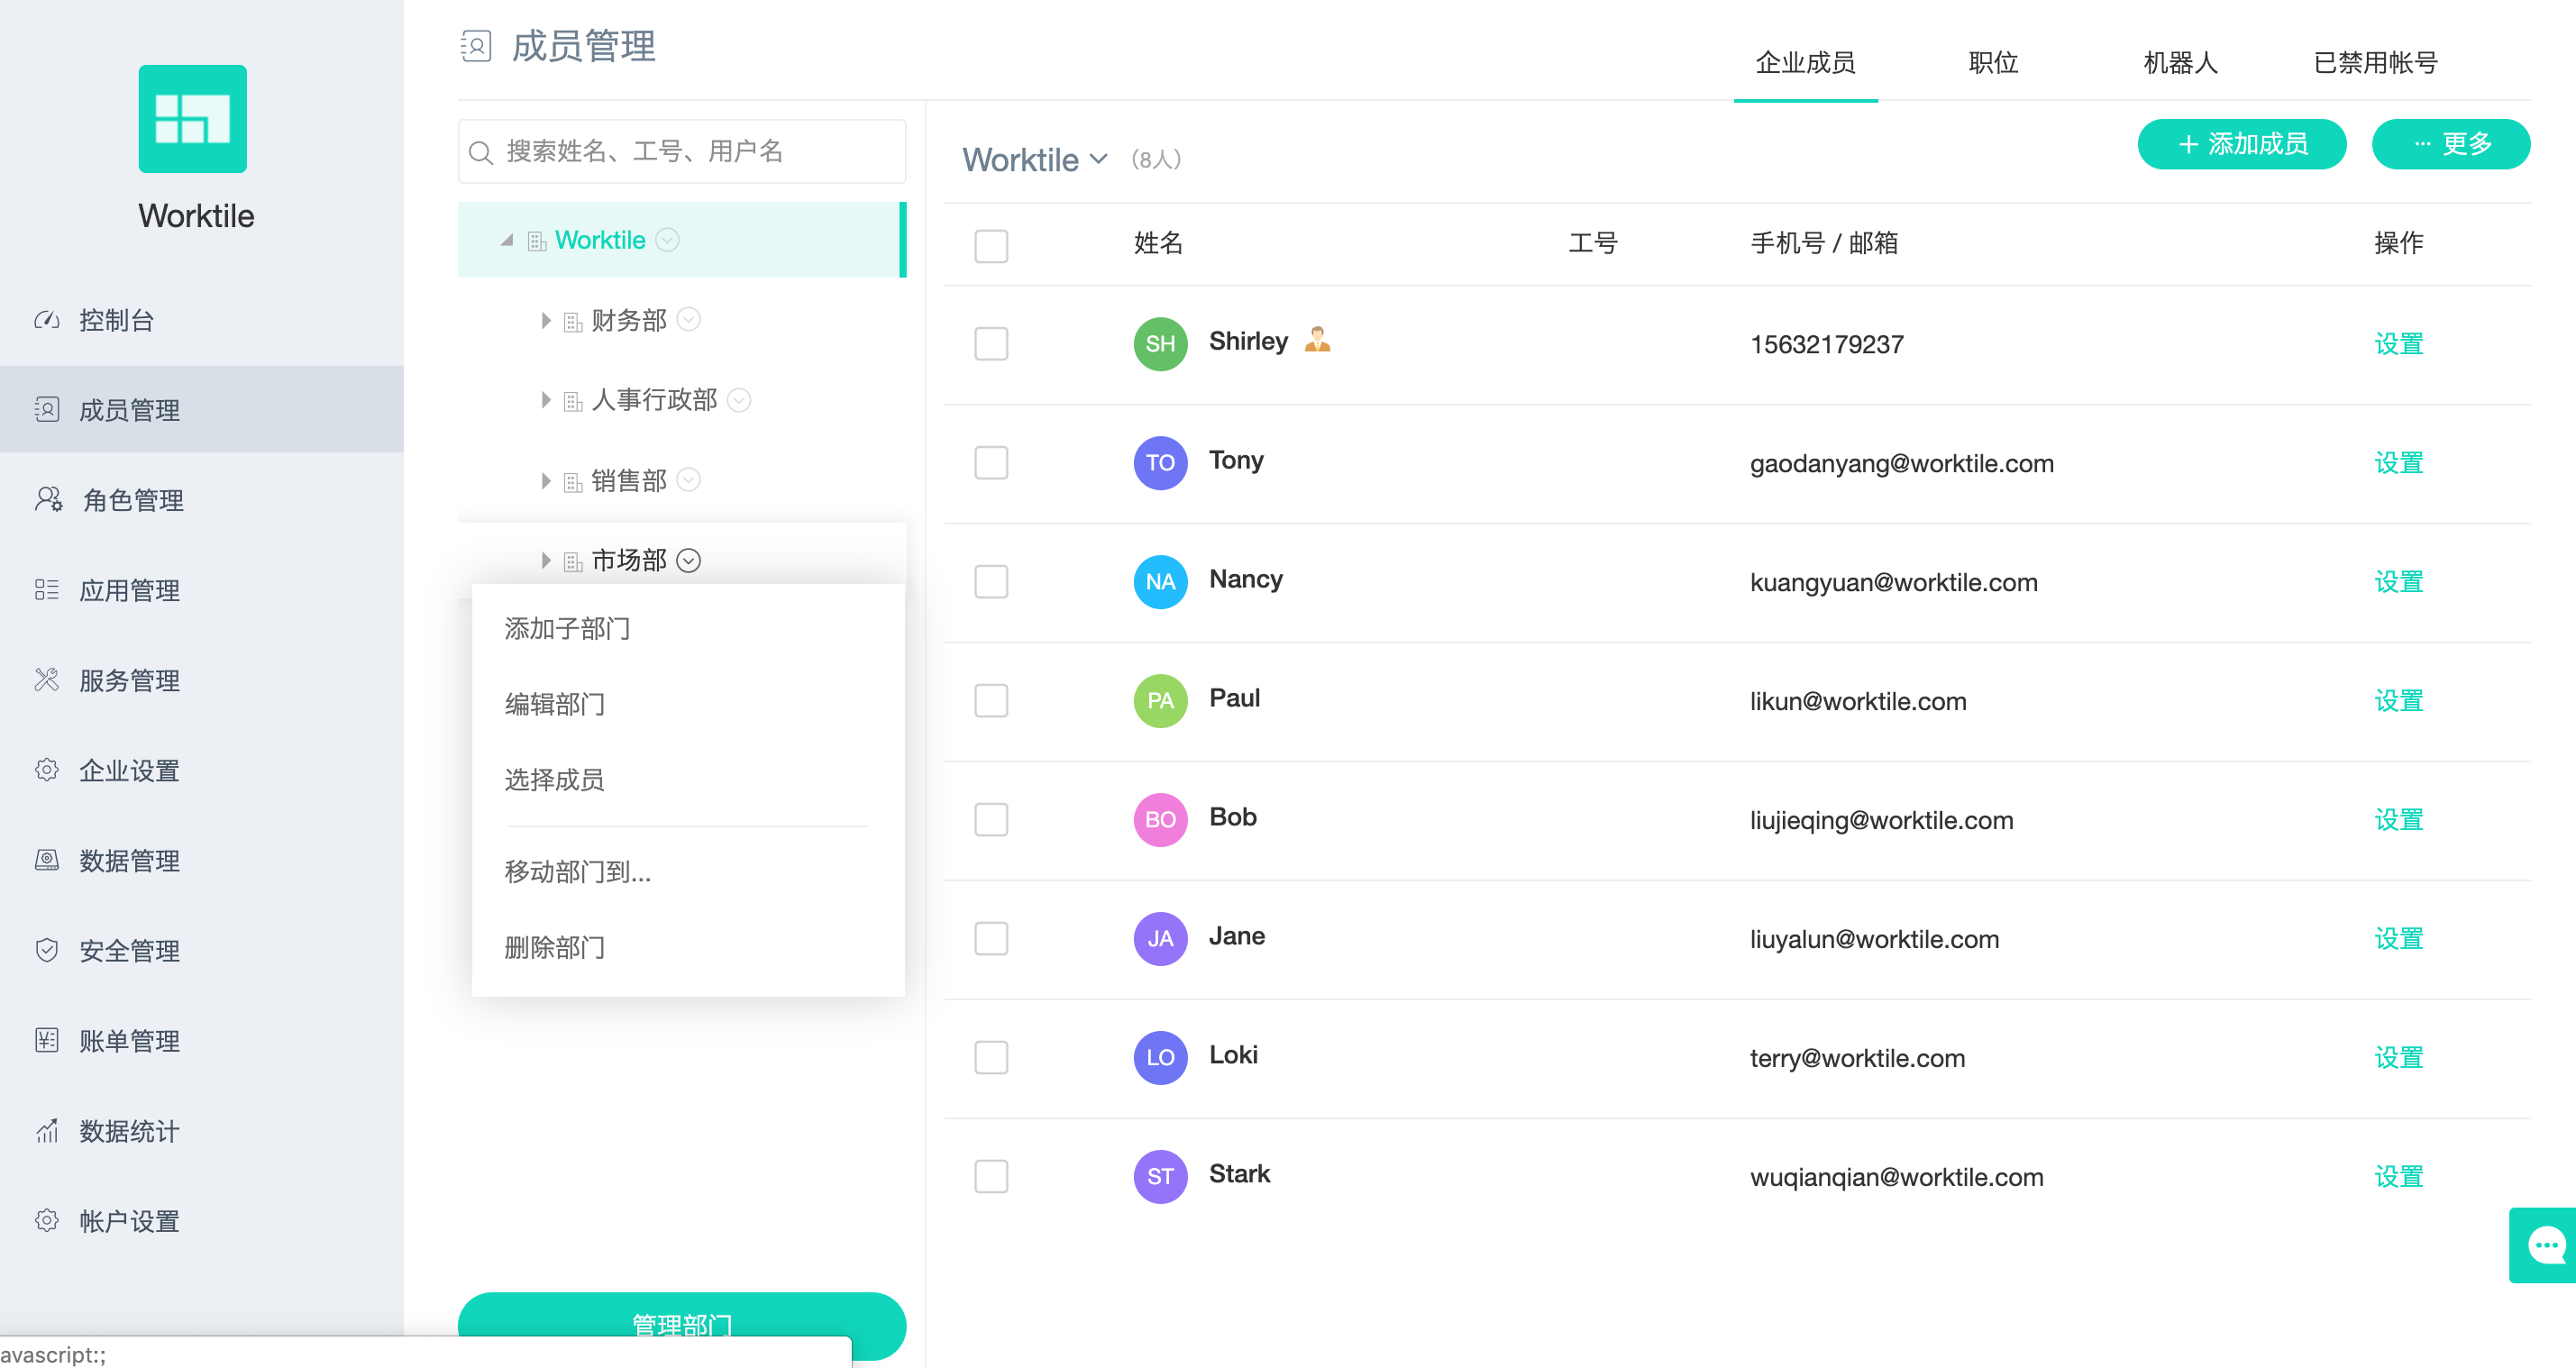 Worktile
控制台
成员管理
角色管理
应用管理
服务管理
企业设置
数据管理
安全管理
账单管理
数据统计
帐户设置
成员管理
企业成员 职位 机器人 已禁用帐号
搜索姓名、工号、用户名
Worktile
财务部
人事行政部
销售部
市场部
添加子部门
编辑部门
选择成员
移动部门到...
删除部门
管理部门
Worktile (8人) + 添加成员 ··· 更多
姓名 工号 手机号 / 邮箱 操作
SH Shirley 15632179237 设置
TO Tony gaodanyang@worktile.com 设置
NA Nancy kuangyuan@worktile.com 设置
PA Paul likun@worktile.com 设置
BO Bob liujieqing@worktile.com 设置
JA Jane liuyalun@worktile.com 设置
LO Loki terry@worktile.com 设置
ST Stark wuqianqian@worktile.com 设置
avascript:;